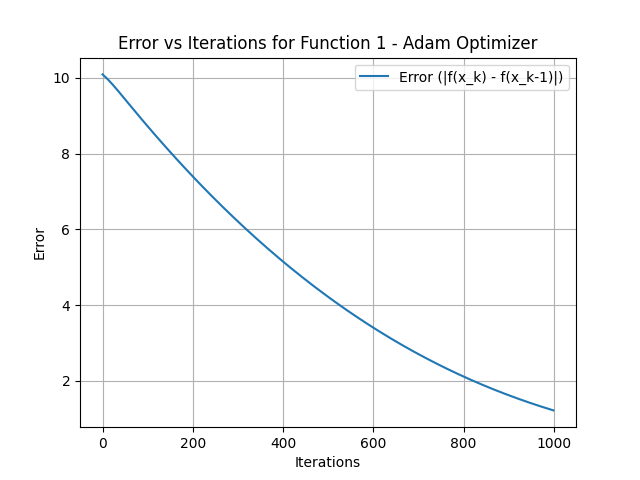 Error vs Iterations for Function 1 - Adam Optimizer
Error (|f(x_k) - f(x_k-1)|)
10
8
6
4
2
Error
0 200 400 600 800 1000
Iterations